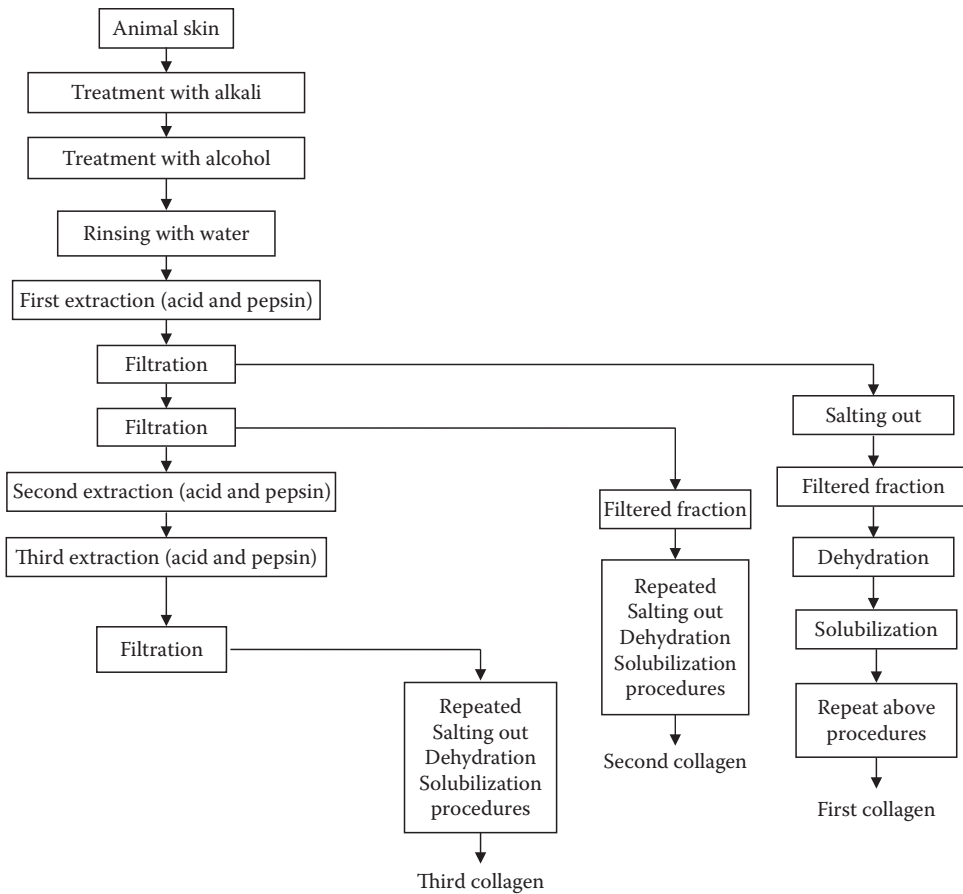 Animal skin
Treatment with alkali
Treatment with alcohol
Rinsing with water
First extraction (acid and pepsin)
Filtration
Filtration
Second extraction (acid and pepsin)
Third extraction (acid and pepsin)
Filtration
Repeated
Salting out
Dehydration
Solubilization
procedures
Third collagen
Filtered fraction
Repeated
Salting out
Dehydration
Solubilization
procedures
Second collagen
Salting out
Filtered fraction
Dehydration
Solubilization
Repeat above
procedures
First collagen